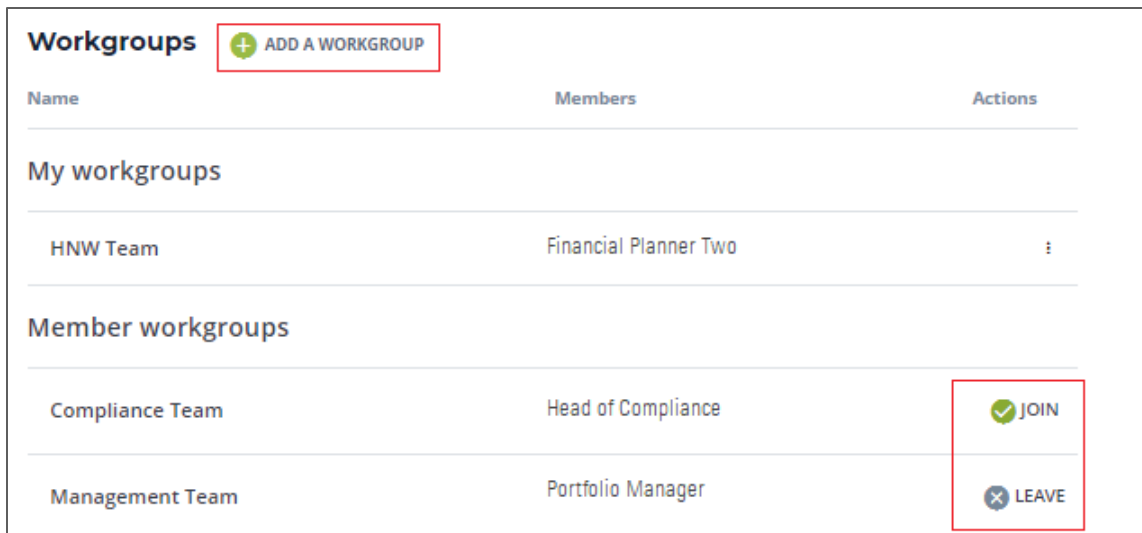 Workgroups ADD A WORKGROUP
Name Members Actions
My workgroups
HNW Team Financial Planner Two
Member workgroups
Compliance Team Head of Compliance JOIN
Management Team Portfolio Manager LEAVE